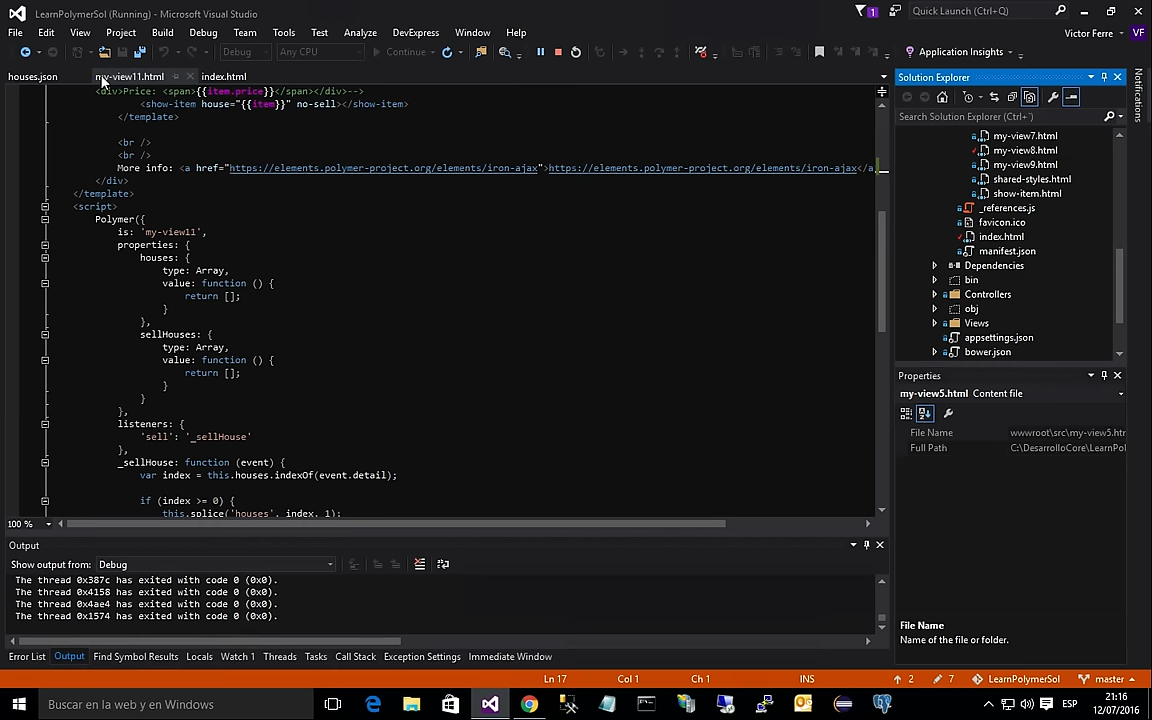 LearnPolymerSol (Running) - Microsoft Visual Studio
1
Quick Launch (Ctrl+Q)
File Edit View Project Build Debug Team Tools Test Analyze DevExpress Window Help
Victor Ferre
VF
Debug Any CPU Continue
Application Insights
houses.json my-view11.html index.html
<div>Price: <span>{{item.price}}</span></div>-->
<show-item house="{{item}}" no-sell></show-item>
</template>
<br />
<br />
More info: <a href="https://elements.polymer-project.org/elements/iron-ajax">https://elements.polymer-project.org/elements/iron-ajax</a
</div>
</template>
<script>
Polymer({
is: 'my-view11',
properties: {
houses: {
type: Array,
value: function () {
return [];
}
},
sellHouses: {
type: Array,
value: function () {
return [];
}
}
},
listeners: {
'sell': '_sellHouse'
},
_sellHouse: function (event) {
var index = this.houses.indexOf(event.detail);
if (index >= 0) {
this.splice('houses', index, 1);
100 %
Solution Explorer
Search Solution Explorer (Ctrl+')
my-view7.html
my-view8.html
my-view9.html
shared-styles.html
show-item.html
_references.js
favicon.ico
index.html
manifest.json
Dependencies
bin
Controllers
obj
Views
appsettings.json
bower.json
Notifications
Properties
my-view5.html Content file
File Name wwwroot\src\my-view5.htr
Full Path C:\DesarrolloCore\LearnPol
File Name
Name of the file or folder.
Output
Show output from: Debug
The thread 0x387c has exited with code 0 (0x0).
The thread 0x4158 has exited with code 0 (0x0).
The thread 0x4ae4 has exited with code 0 (0x0).
The thread 0x1574 has exited with code 0 (0x0).
Error List Output Find Symbol Results Locals Watch 1 Threads Tasks Call Stack Exception Settings Immediate Window
Ln 17 Col 1 Ch 1 INS 2 7 LearnPolymerSol master
Buscar en la web y en Windows
ESP
21:16
12/07/2016